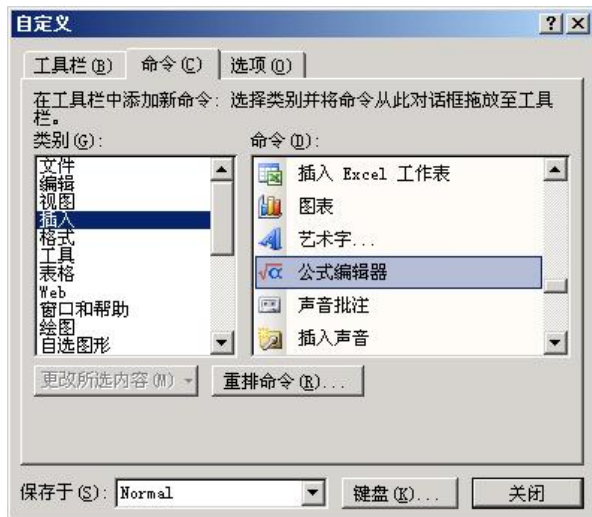 自定义
工具栏(B) 命令(C) 选项(O)
在工具栏中添加新命令: 选择类别并将命令从此对话框拖放至工具
栏。
类别(G):
命令(D):
文件
编辑
视图
插入
格式
工具
表格
Web
窗口和帮助
绘图
自选图形
插入 Excel 工作表
图表
艺术字...
公式编辑器
声音批注
插入声音
更改所选内容(M) 重排命令(R)...
保存于(S): Normal 键盘(K)... 关闭